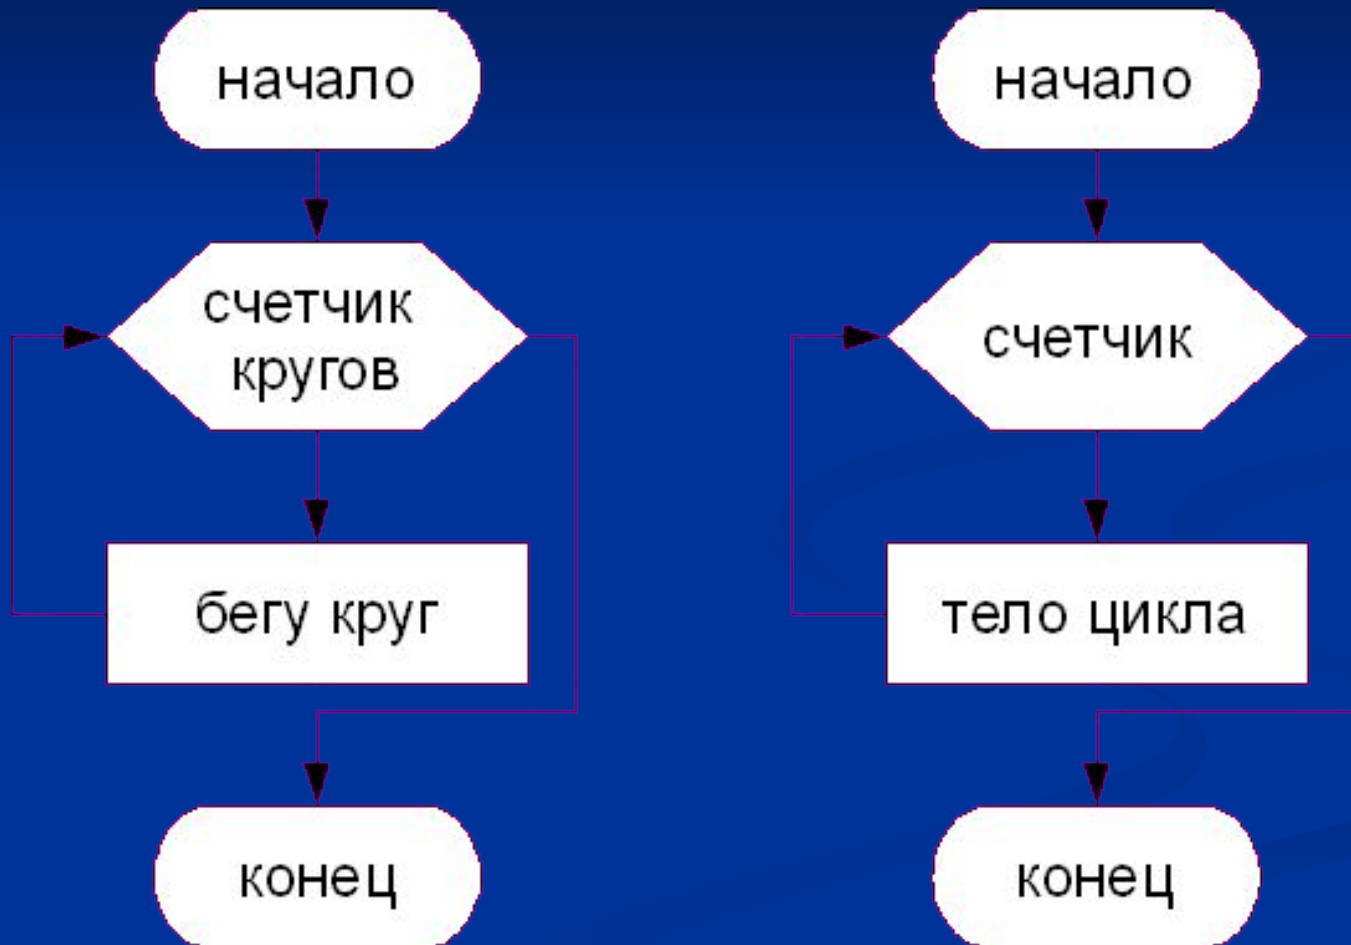 начало
счетчик
кругов
бегу круг
конец
начало
счетчик
тело цикла
конец